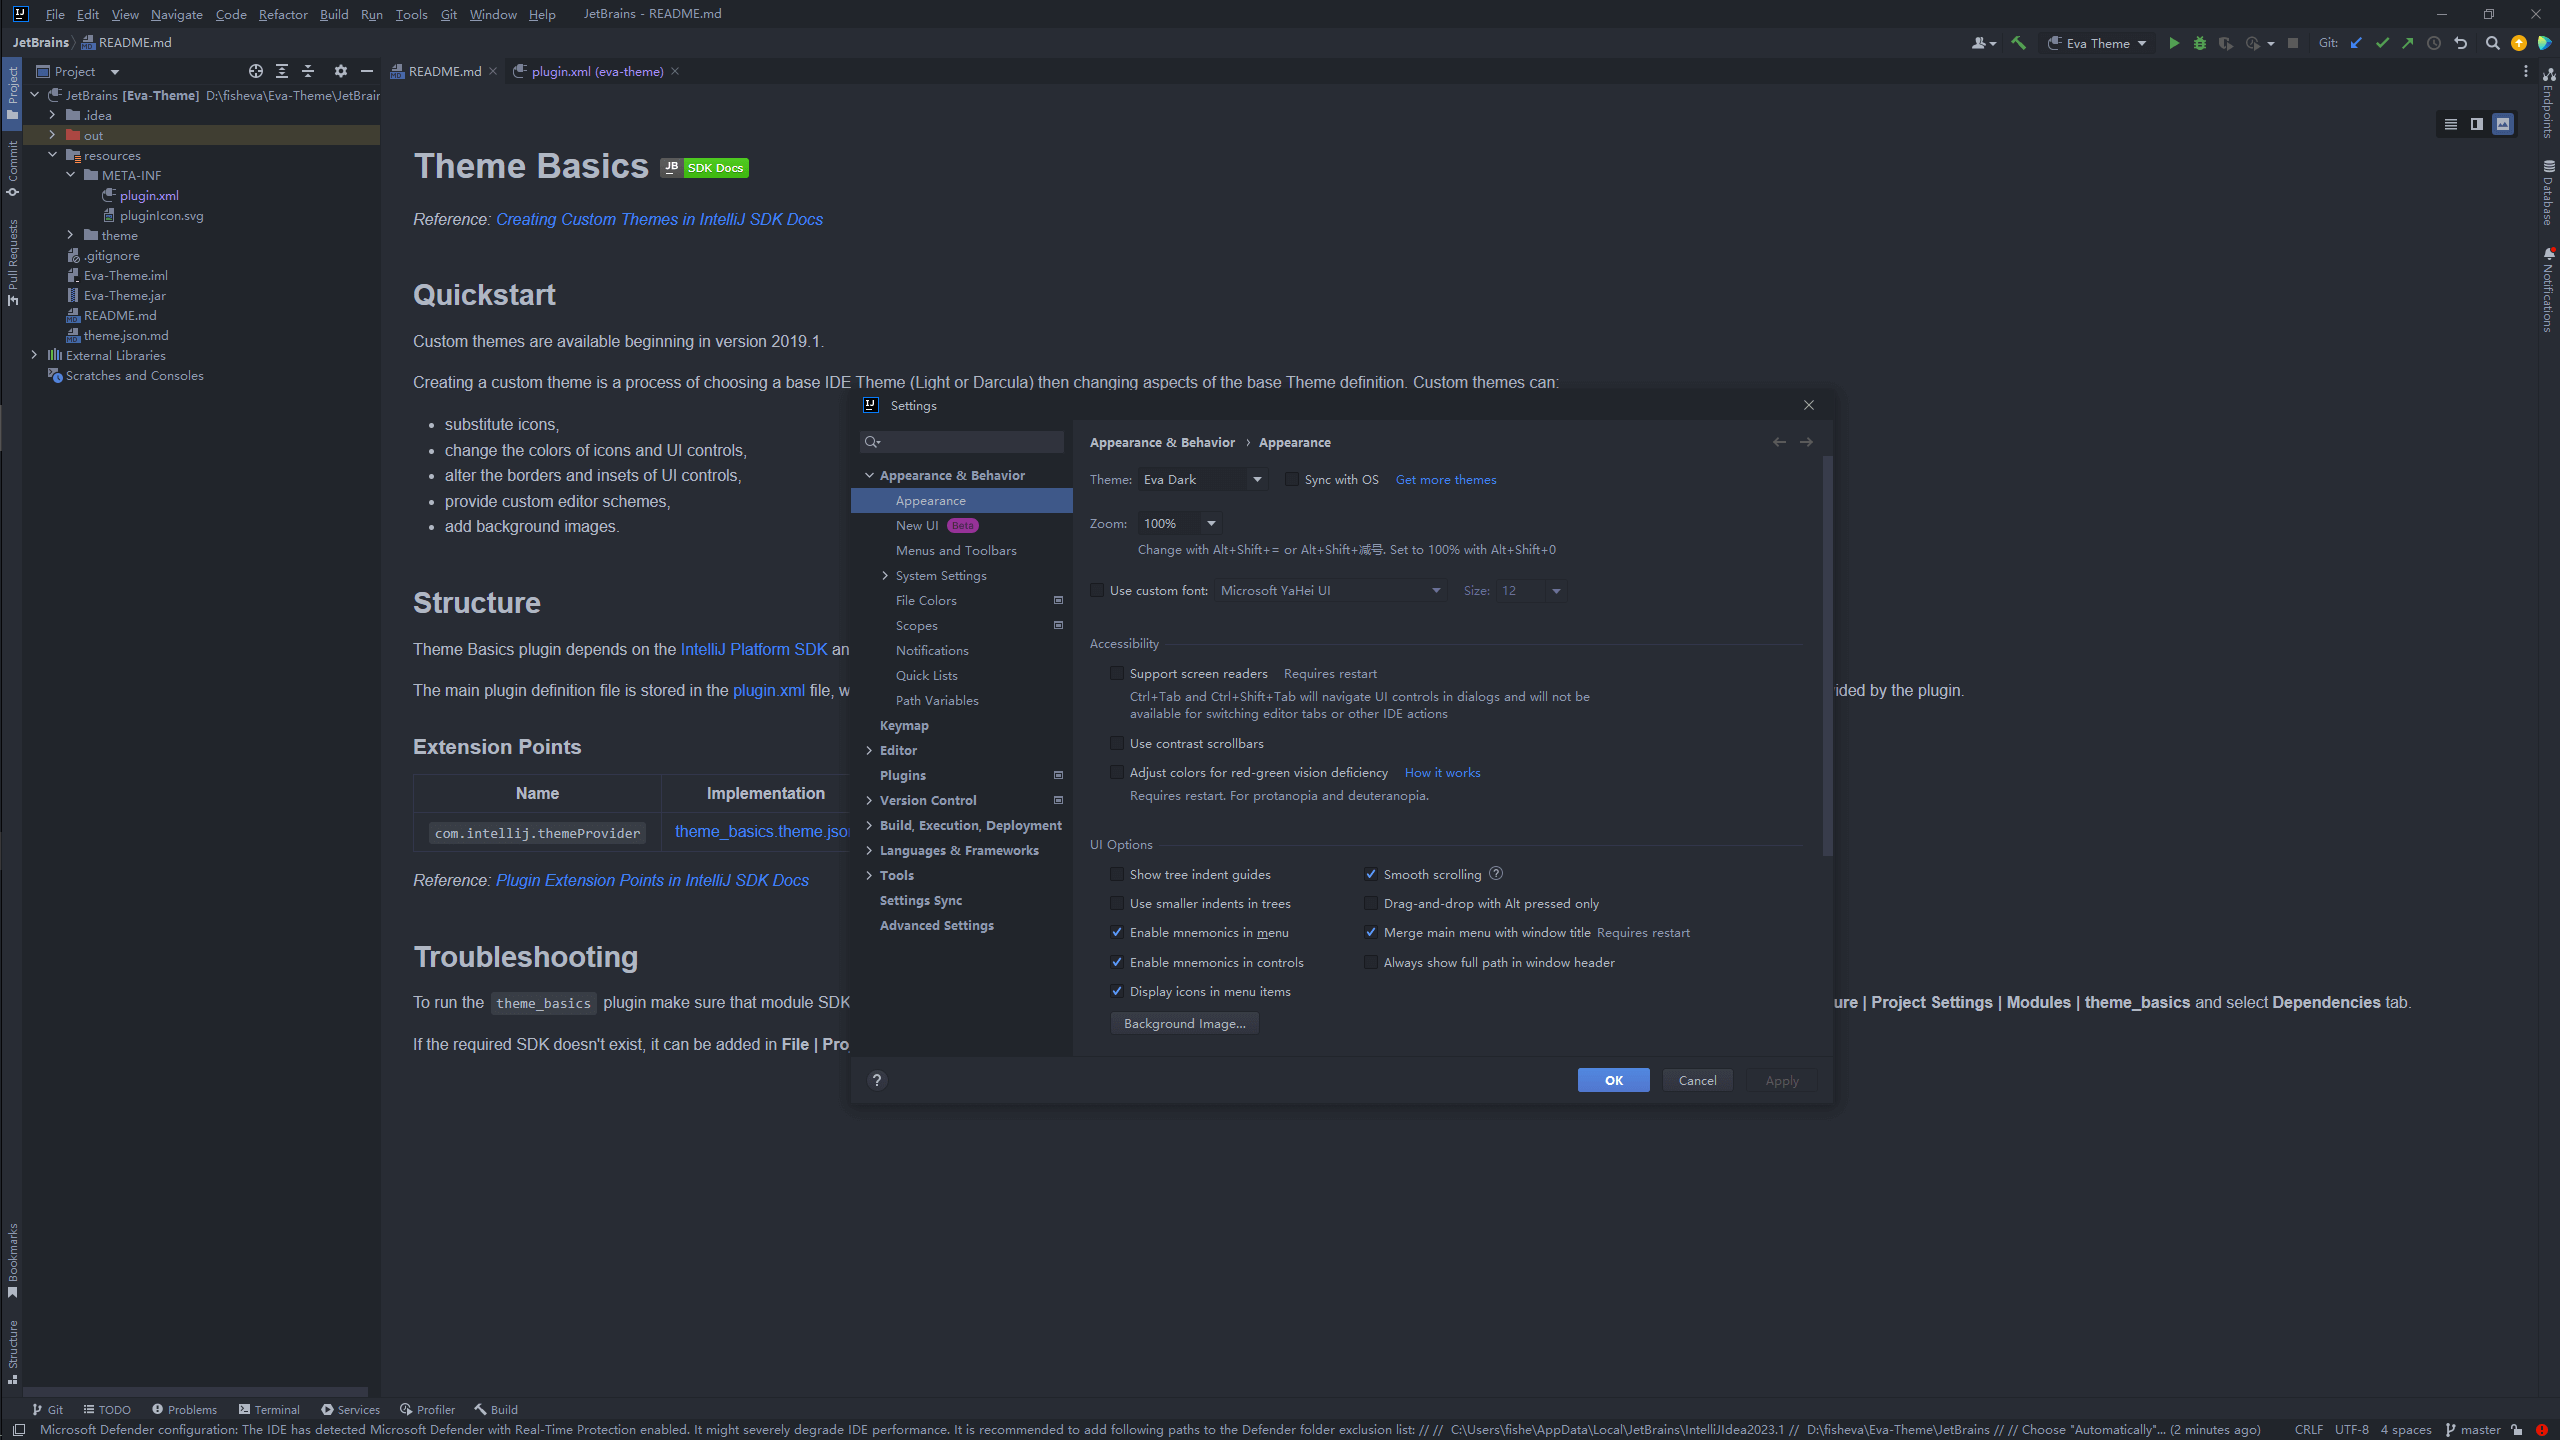 File Edit View Navigate Code Refactor Build Run Tools Git Window Help JetBrains - README.md
JetBrains README.md Eva Theme Git:
Project README.md plugin.xml (eva-theme)
Project
Commit
Pull Requests
Bookmarks
Structure
JetBrains [Eva-Theme] D:\fisheva\Eva-Theme\JetBrain
.idea
out
resources
META-INF
plugin.xml
pluginIcon.svg
theme
.gitignore
Eva-Theme.iml
Eva-Theme.jar
README.md
theme.json.md
External Libraries
Scratches and Consoles
Theme Basics JB SDK Docs
Reference: Creating Custom Themes in IntelliJ SDK Docs
Quickstart
Custom themes are available beginning in version 2019.1.
Creating a custom theme is a process of choosing a base IDE Theme (Light or Darcula) then changing aspects of the base Theme definition. Custom themes can:
• substitute icons,
• change the colors of icons and UI controls,
• alter the borders and insets of UI controls,
• provide custom editor schemes,
• add background images.
Structure
Theme Basics plugin depends on the IntelliJ Platform SDK an
The main plugin definition file is stored in the plugin.xml file, w
ided by the plugin.
Extension Points
Name Implementation
com.intellij.themeProvider theme_basics.theme.json
Reference: Plugin Extension Points in IntelliJ SDK Docs
Troubleshooting
To run the theme_basics plugin make sure that module SDK
ure | Project Settings | Modules | theme_basics and select Dependencies tab.
If the required SDK doesn't exist, it can be added in File | Proj
Settings
Appearance & Behavior
Appearance
New UI Beta
Menus and Toolbars
System Settings
File Colors
Scopes
Notifications
Quick Lists
Path Variables
Keymap
Editor
Plugins
Version Control
Build, Execution, Deployment
Languages & Frameworks
Tools
Settings Sync
Advanced Settings
Appearance & Behavior › Appearance
Theme: Eva Dark Sync with OS Get more themes
Zoom: 100%
Change with Alt+Shift+= or Alt+Shift+减号. Set to 100% with Alt+Shift+0
Use custom font: Microsoft YaHei UI Size: 12
Accessibility
Support screen readers Requires restart
Ctrl+Tab and Ctrl+Shift+Tab will navigate UI controls in dialogs and will not be
available for switching editor tabs or other IDE actions
Use contrast scrollbars
Adjust colors for red-green vision deficiency How it works
Requires restart. For protanopia and deuteranopia.
UI Options
Show tree indent guides Smooth scrolling ?
Use smaller indents in trees Drag-and-drop with Alt pressed only
Enable mnemonics in menu Merge main menu with window title Requires restart
Enable mnemonics in controls Always show full path in window header
Display icons in menu items
Background Image...
? OK Cancel Apply
Endpoints
Database
Notifications
Git TODO Problems Terminal Services Profiler Build
Microsoft Defender configuration: The IDE has detected Microsoft Defender with Real-Time Protection enabled. It might severely degrade IDE performance. It is recommended to add following paths to the Defender folder exclusion list: // // C:\Users\fishe\AppData\Local\JetBrains\IntelliJIdea2023.1 // D:\fisheva\Eva-Theme\JetBrains // // Choose "Automatically"... (2 minutes ago) CRLF UTF-8 4 spaces master